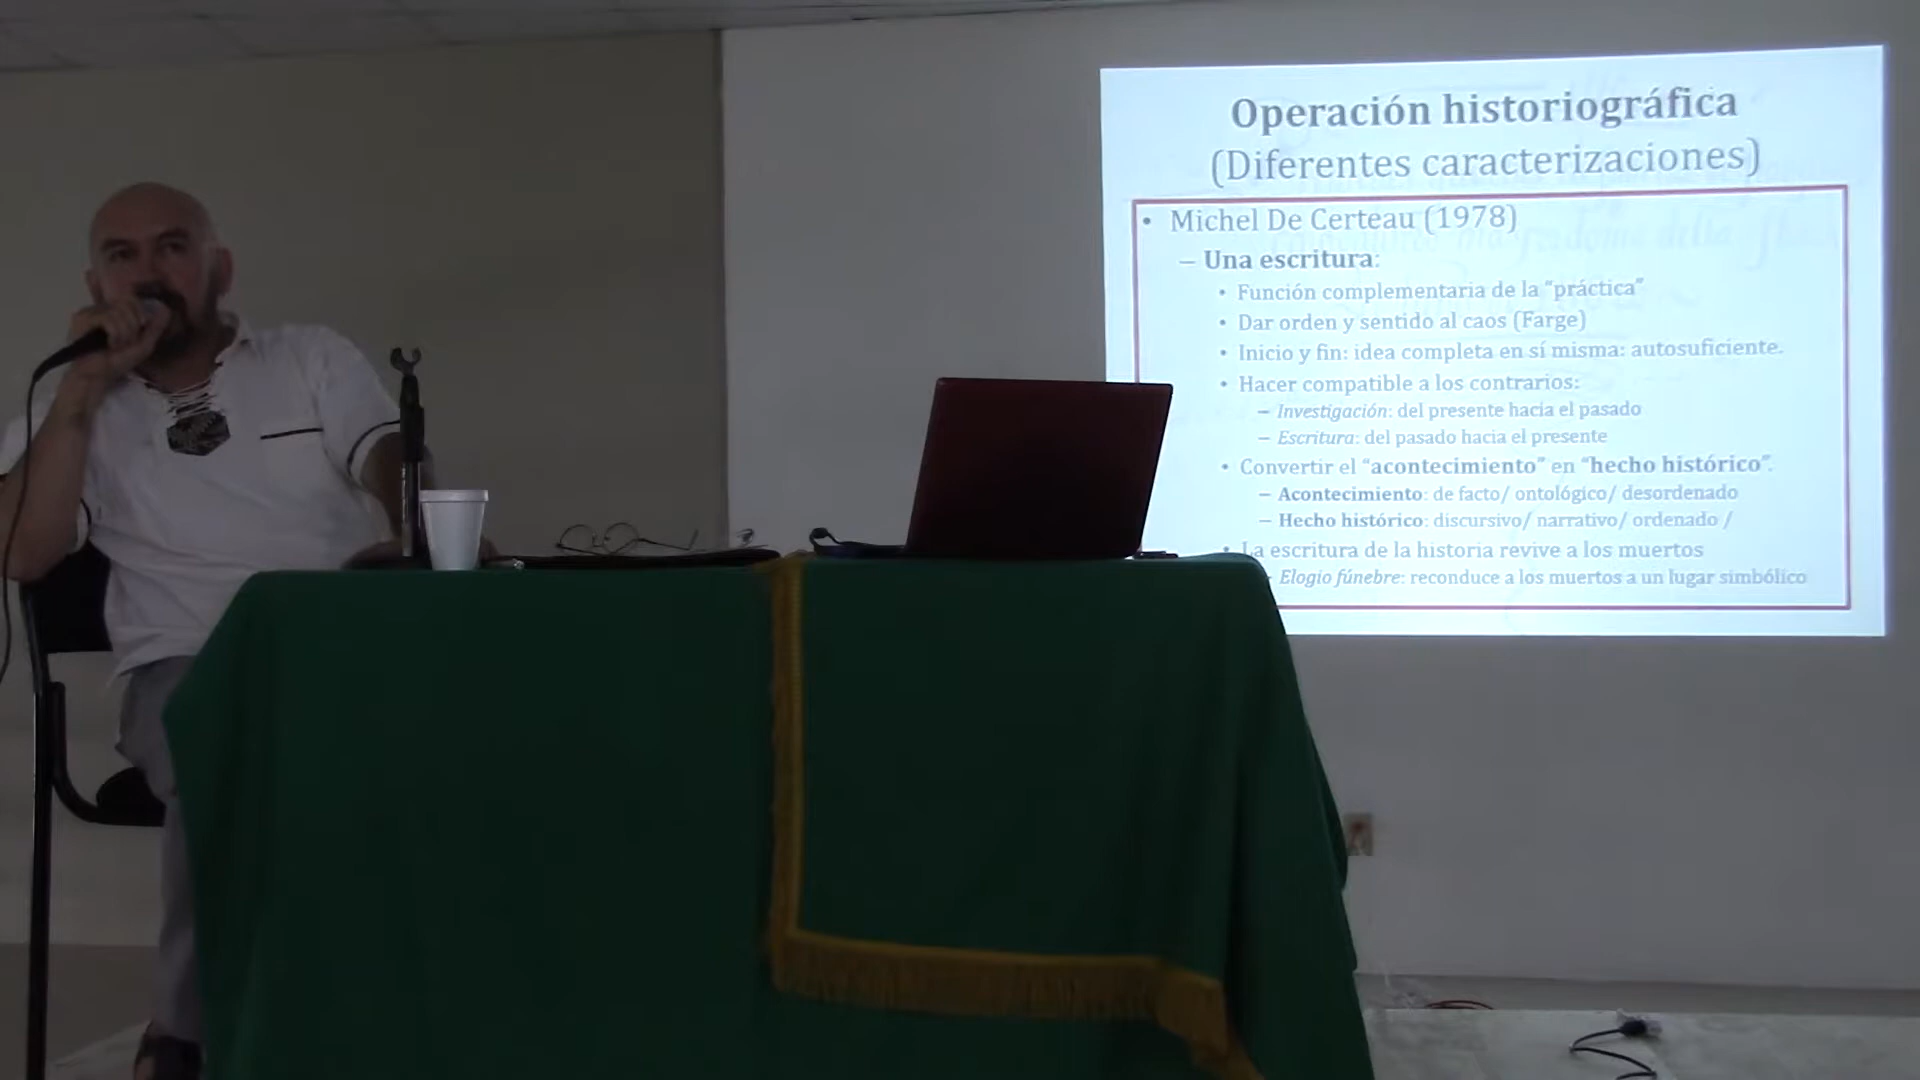 Operación historiográfica
(Diferentes caracterizaciones)
• Michel De Certeau (1978)
– Una escritura:
• Función complementaria de la “práctica”
• Dar orden y sentido al caos (Farge)
• Inicio y fin: idea completa en sí misma: autosuficiente.
• Hacer compatible a los contrarios:
– Investigación: del presente hacia el pasado
– Escritura: del pasado hacia el presente
• Convertir el “acontecimiento” en “hecho histórico”.
– Acontecimiento: de facto/ ontológico/ desordenado
– Hecho histórico: discursivo/ narrativo/ ordenado /
• La escritura de la historia revive a los muertos
Elogio fúnebre: reconduce a los muertos a un lugar simbólico